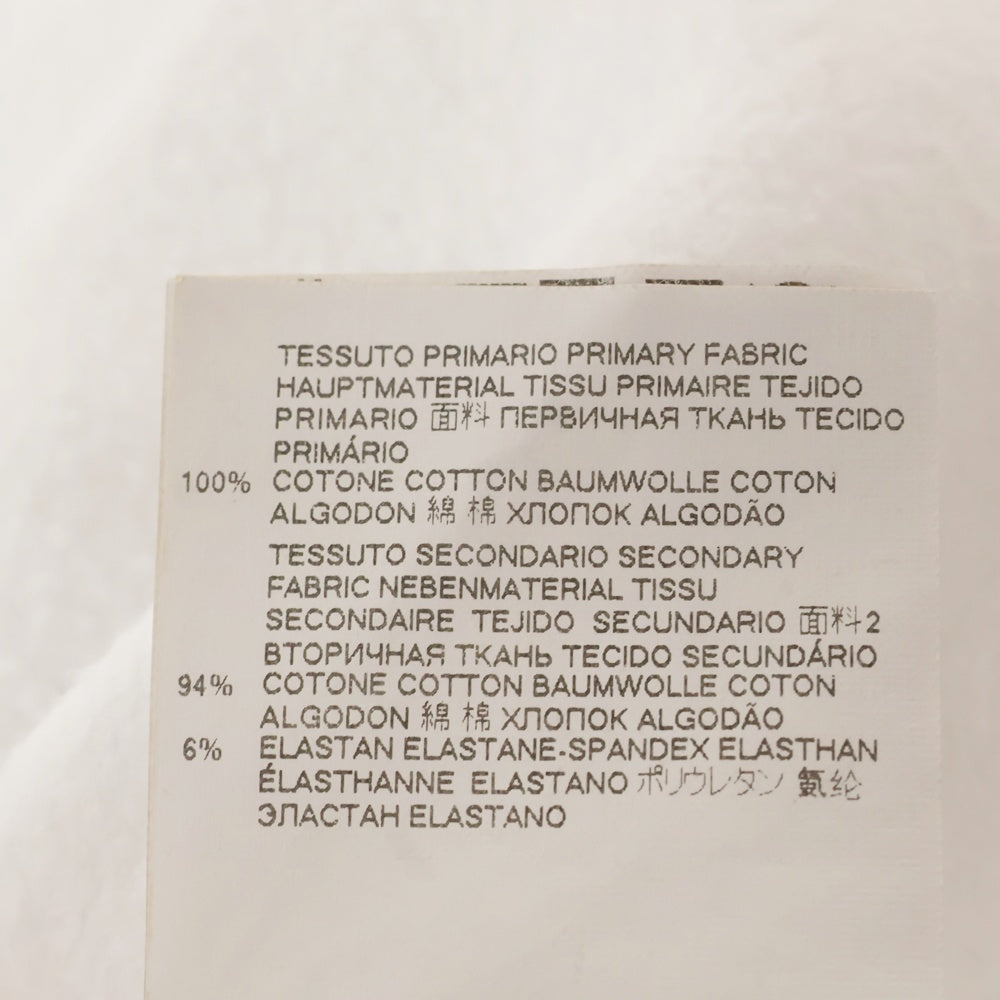 TESSUTO PRIMARIO PRIMARY FABRIC
HAUPTMATERIAL TISSU PRIMAIRE TEJIDO
PRIMARIO 面料 ПЕРВИЧНАЯ ТКАНЬ TECIDO
PRIMÁRIO
100% COTONE COTTON BAUMWOLLE COTON
ALGODON 綿 棉 ХЛОПОК ALGODÃO
TESSUTO SECONDARIO SECONDARY
FABRIC NEBENMATERIAL TISSU
SECONDAIRE TEJIDO SECUNDARIO 面料2
ВТОРИЧНАЯ ТКАНЬ TECIDO SECUNDÁRIO
94% COTONE COTTON BAUMWOLLE COTON
ALGODON 綿 棉 ХЛОПОК ALGODÃO
6% ELASTAN ELASTANE-SPANDEX ELASTHAN
ÉLASTHANNE ELASTANO ポリウレタン 氨纶
ЭЛАСТАН ELASTANO